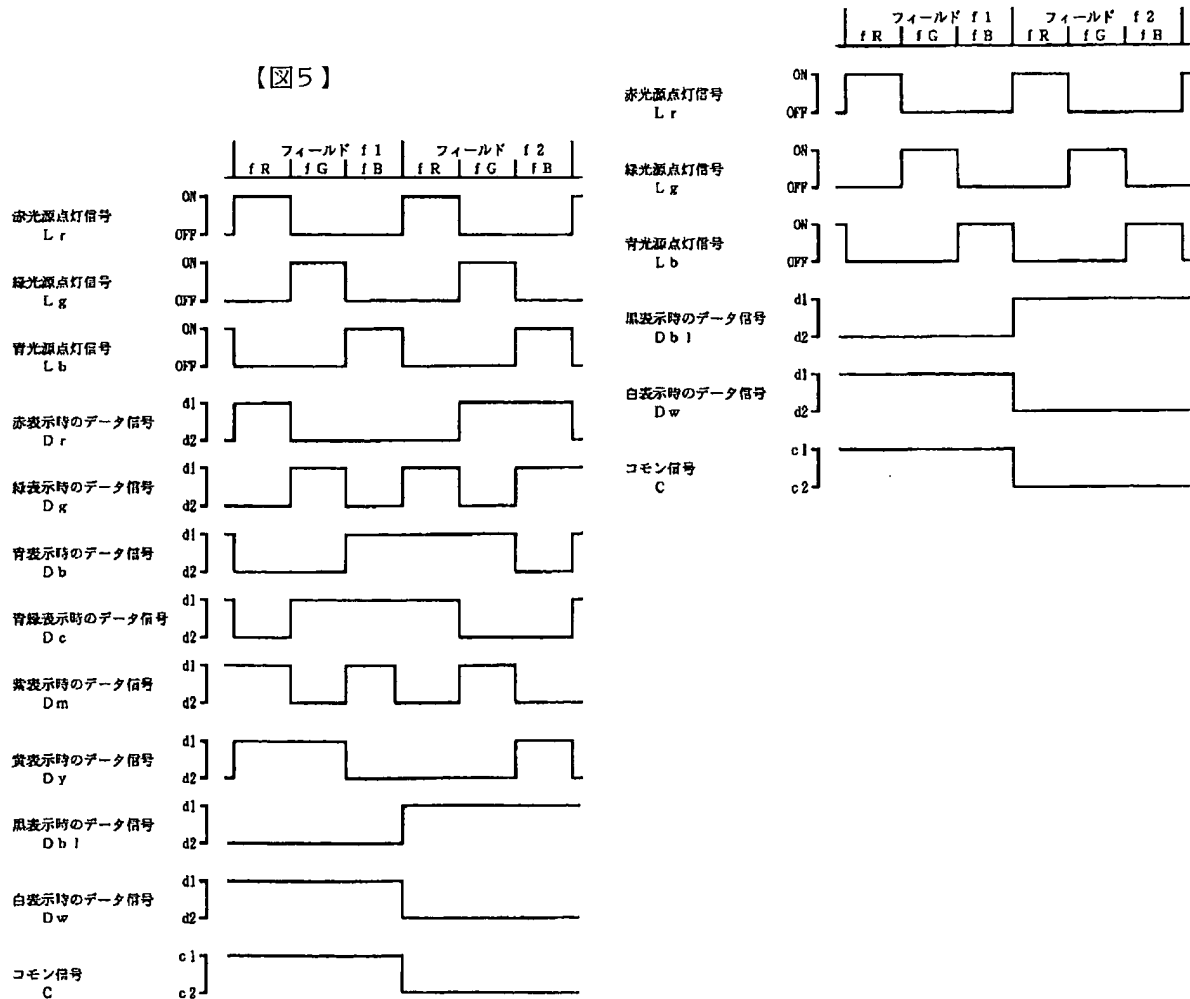 【図5】
フィールド f1 フィールド f2
fR fG fB fR fG fB
赤光源点灯信号 ON
Lr OFF
緑光源点灯信号 ON
Lg OFF
青光源点灯信号 ON
Lb OFF
赤表示時のデータ信号 d1
Dr d2
緑表示時のデータ信号 d1
Dg d2
青表示時のデータ信号 d1
Db d2
青緑表示時のデータ信号 d1
Dc d2
紫表示時のデータ信号 d1
Dm d2
黄表示時のデータ信号 d1
Dy d2
黒表示時のデータ信号 d1
Dbl d2
白表示時のデータ信号 d1
Dw d2
コモン信号 c1
C c2
フィールド f1 フィールド f2
fR fG fB fR fG fB
赤光源点灯信号 ON
Lr OFF
緑光源点灯信号 ON
Lg OFF
青光源点灯信号 ON
Lb OFF
黒表示時のデータ信号 d1
Dbl d2
白表示時のデータ信号 d1
Dw d2
コモン信号 c1
C c2